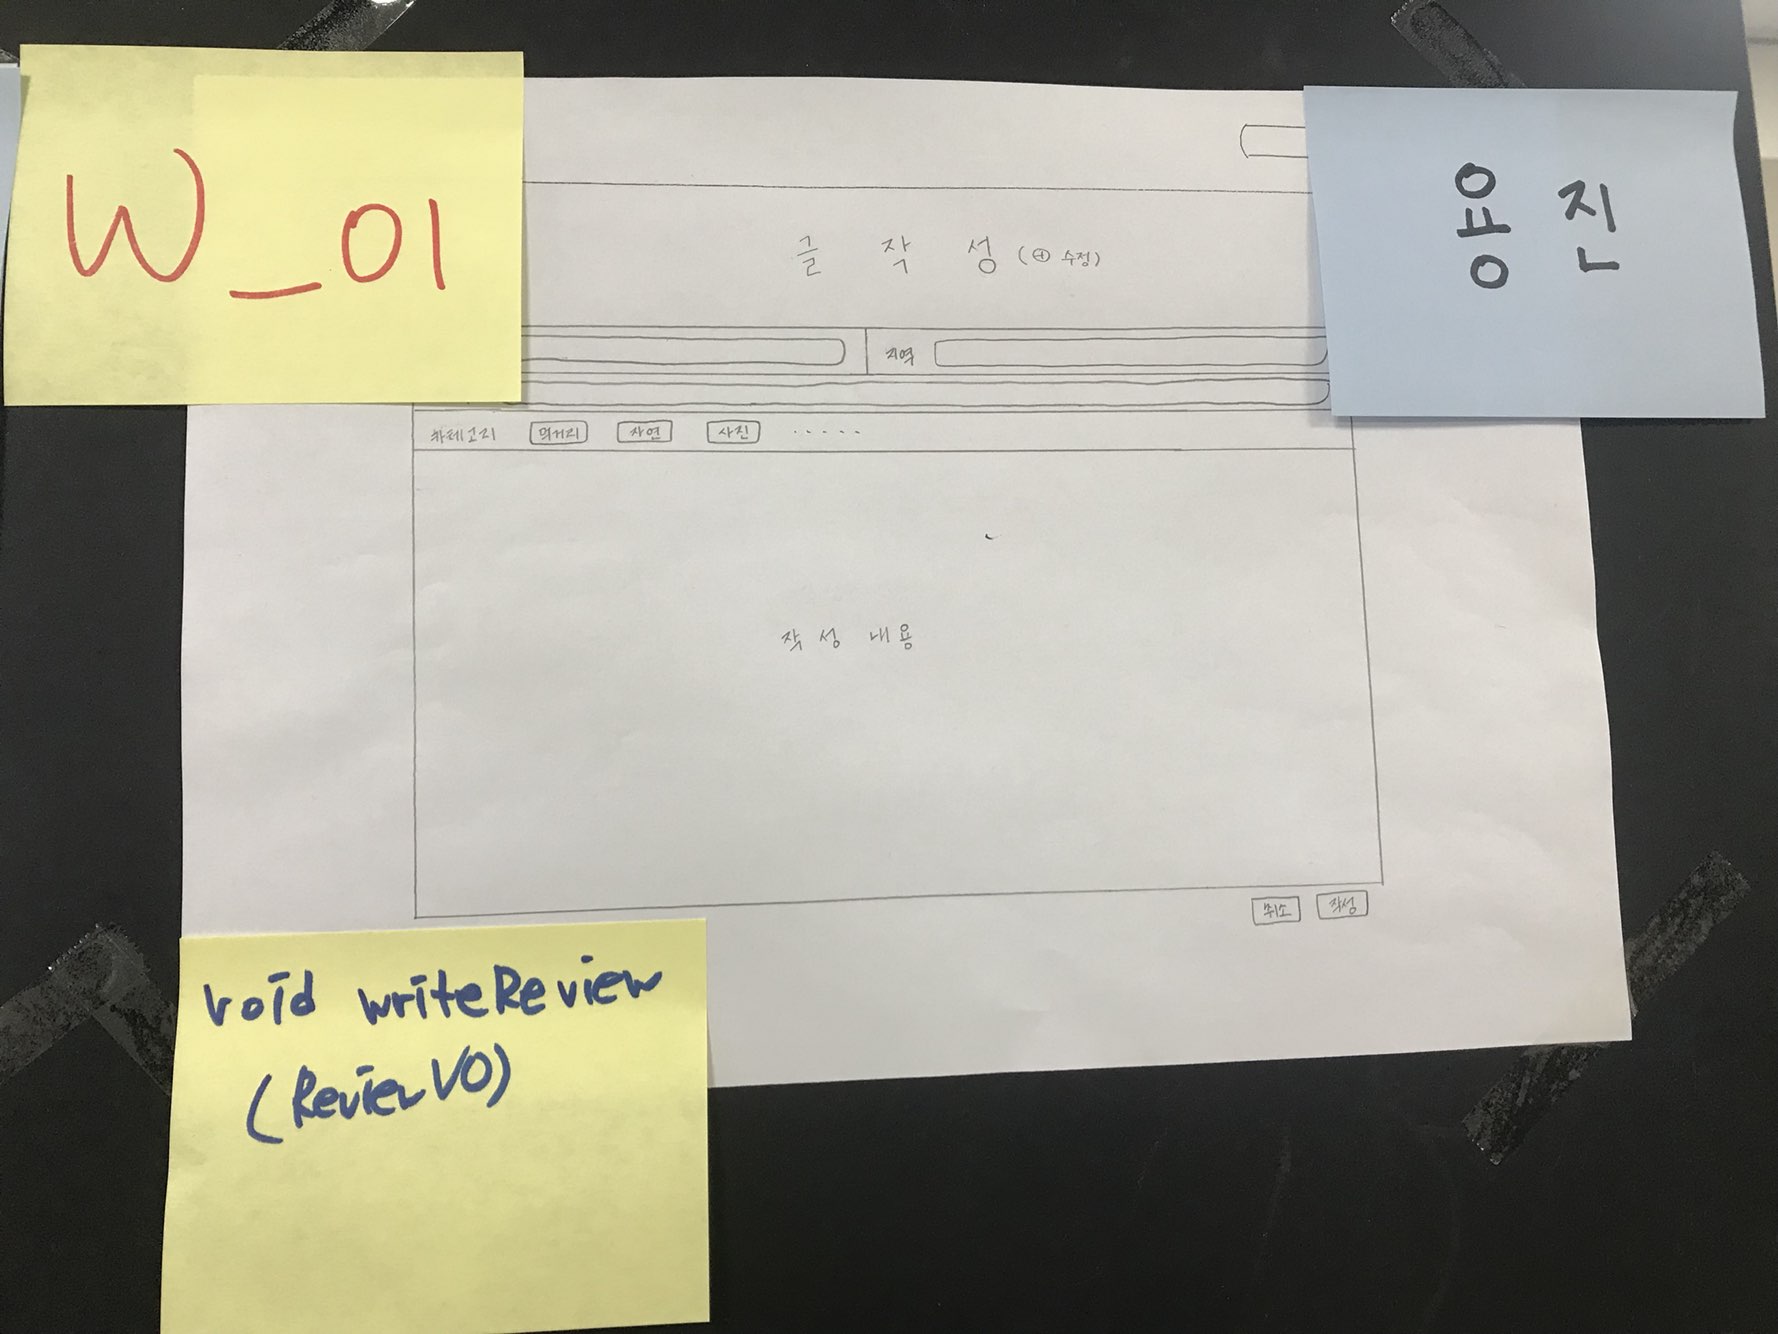 W_01
용진
글 작성 (⊕ 수정)
지역
카테고리 먹거리 자연 사진 .....
작성 내용
취소 작성
void writeReview
(ReviewVO)